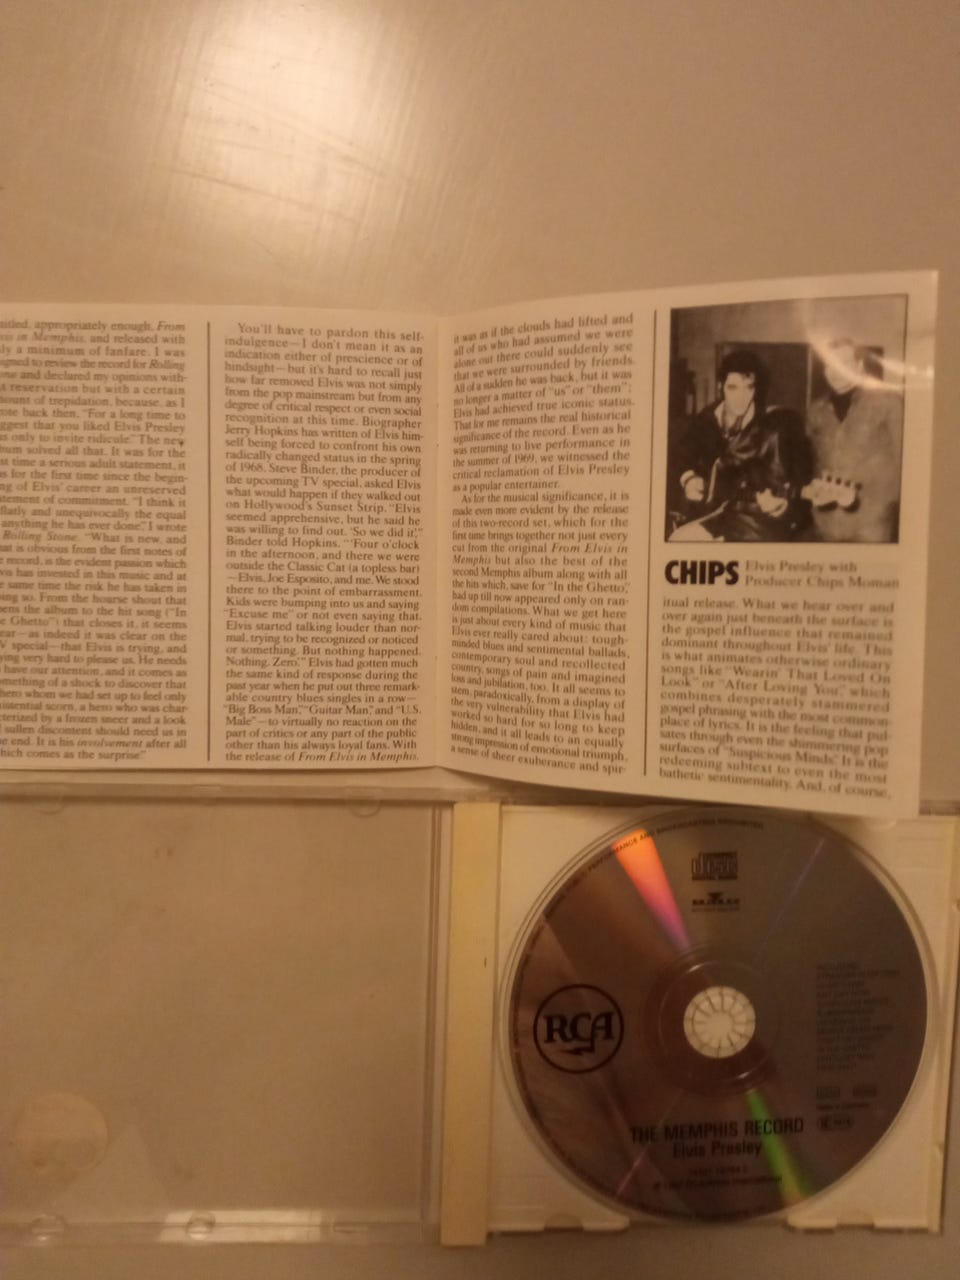 itled, appropriately enough, From
is in Memphis, and released with
ly a minimum of fanfare. I was
igned to review the record for Rolling
ne and declared my opinions with-
t reservation but with a certain
ount of trepidation, because, as I
ote back then, "For a long time to
ggest that you liked Elvis Presley
s only to invite ridicule." The new
bum solved all that. It was for the
st time a serious adult statement, it
s for the first time since the begin-
ng of Elvis' career an unreserved
tement of commitment. "I think it
flatly and unequivocally the equal
anything he has ever done," I wrote
Rolling Stone. "What is new, and
at is obvious from the first notes of
e record, is the evident passion which
vis has invested in this music and at
e same time the risk he has taken in
ing so. From the hoarse shout that
ens the album to the hit song ("In
e Ghetto") that closes it, it seems
ear—as indeed it was clear on the
V special—that Elvis is trying, and
ying very hard to please us. He needs
have our attention, and it comes as
mething of a shock to discover that
hero whom we had set up to feel only
istential scorn, a hero who was char-
cterized by a frozen sneer and a look
f sullen discontent should need us in
e end. It is his involvement after all
hich comes as the surprise."
You'll have to pardon this self-
indulgence—I don't mean it as an
indication either of prescience or of
hindsight—but it's hard to recall just
how far removed Elvis was not simply
from the pop mainstream but from any
degree of critical respect or even social
recognition at this time. Biographer
Jerry Hopkins has written of Elvis him-
self being forced to confront his own
radically changed status in the spring
of 1968. Steve Binder, the producer of
the upcoming TV special, asked Elvis
what would happen if they walked out
on Hollywood's Sunset Strip. "Elvis
seemed apprehensive, but he said he
was willing to find out. 'So we did it,'"
Binder told Hopkins. "'Four o'clock
in the afternoon, and there we were
outside the Classic Cat (a topless bar)
—Elvis, Joe Esposito, and me. We stood
there to the point of embarrassment.
Kids were bumping into us and saying
"Excuse me" or not even saying that.
Elvis started talking louder than nor-
mal, trying to be recognized or noticed
or something. But nothing happened.
Nothing. Zero.'" Elvis had gotten much
the same kind of response during the
past year when he put out three remark-
able country blues singles in a row—
"Big Boss Man," "Guitar Man," and "U.S.
Male"—to virtually no reaction on the
part of critics or any part of the public
other than his always loyal fans. With
the release of From Elvis in Memphis,
it was as if the clouds had lifted and
all of us who had assumed we were
alone out there could suddenly see
that we were surrounded by friends.
All of a sudden he was back, but it was
no longer a matter of "us" or "them";
Elvis had achieved true iconic status.
That for me remains the real historical
significance of the record. Even as he
was returning to live performance in
the summer of 1969, we witnessed the
critical reclamation of Elvis Presley
as a popular entertainer.
As for the musical significance, it is
made even more evident by the release
of this two-record set, which for the
first time brings together not just every
cut from the original From Elvis in
Memphis but also the best of the
second Memphis album along with all
the hits which, save for "In the Ghetto,"
had up till now appeared only on ran-
dom compilations. What we get here
is just about every kind of music that
Elvis ever really cared about: tough-
minded blues and sentimental ballads,
contemporary soul and recollected
country, songs of pain and imagined
loss and jubilation, too. It all seems to
stem, paradoxically, from a display of
the very vulnerability that Elvis had
worked so hard for so long to keep
hidden, and it all leads to an equally
strong impression of emotional triumph,
a sense of sheer exuberance and spir-
CHIPS Elvis Presley with
Producer Chips Moman
itual release. What we hear over and
over again just beneath the surface is
the gospel influence that remained
dominant throughout Elvis' life. This
is what animates otherwise ordinary
songs like "Wearin' That Loved On
Look" or "After Loving You," which
combines desperately stammered
gospel phrasing with the most common-
place of lyrics. It is the feeling that pul-
sates through even the shimmering pop
surfaces of "Suspicious Minds." It is the
redeeming subtext to even the most
bathetic sentimentality. And, of course,
PUBLIC PERFORMANCE AND BROADCASTING PROHIBITED
disc
RCA
THE MEMPHIS RECORD
Elvis Presley